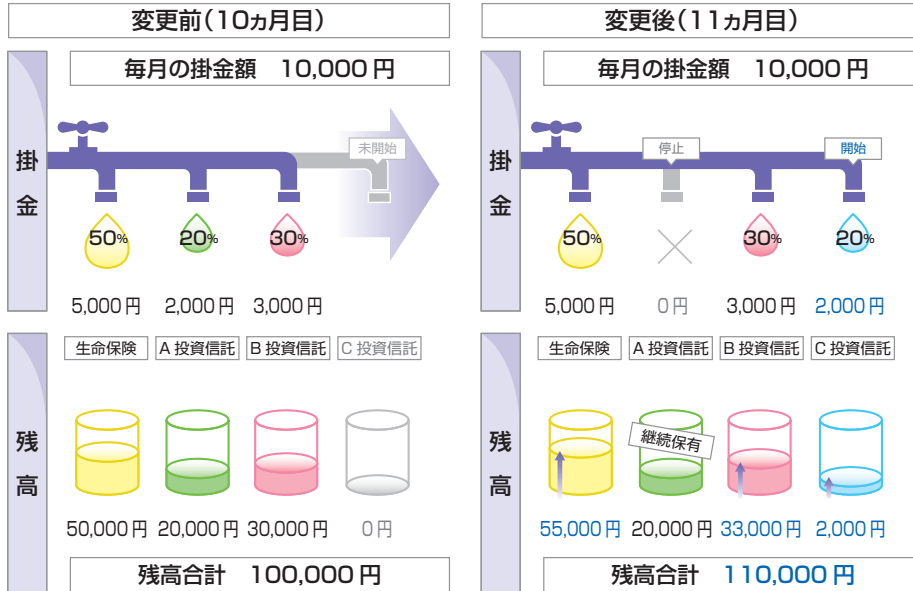 変更前(10ヵ月目)
掛金
毎月の掛金額 10,000円
未開始
50% 20% 30%
5,000円 2,000円 3,000円
残高
生命保険 A 投資信託 B 投資信託 C 投資信託
50,000円 20,000円 30,000円 0円
残高合計 100,000円
変更後(11ヵ月目)
掛金
毎月の掛金額 10,000円
停止 開始
50% 30% 20%
5,000円 0円 3,000円 2,000円
残高
生命保険 A 投資信託 B 投資信託 C 投資信託
継続保有
55,000円 20,000円 33,000円 2,000円
残高合計 110,000円